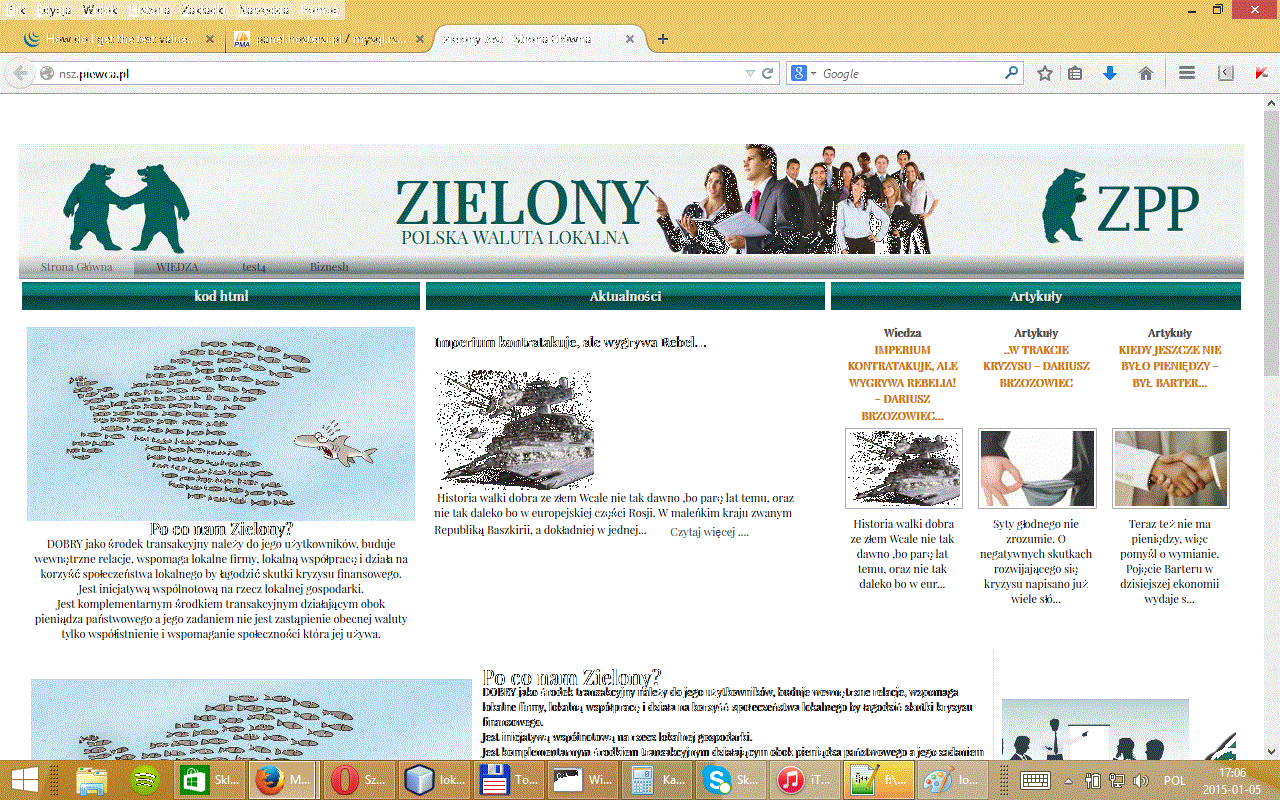 Plik Edycja Widok Historia Zakładki Narzędzia Pomoc
How do I get the text value...
PMA panel.hostersi.pl / mysql.rs...
zielony test - Strona Główna
nsz.piewca.pl
Google
ZIELONY
POLSKA WALUTA LOKALNA
ZPP
Strona Główna WIEDZA test4 Biznesh
kod html
Po co nam Zielony?
DOBRY jako środek transakcyjny należy do jego użytkowników, buduje
wewnętrzne relacje, wspomaga lokalne firmy, lokalną współpracę i działa na
korzyść społeczeństwa lokalnego by łagodzić skutki kryzysu finansowego.
Jest inicjatywą wspólnotową na rzecz lokalnej gospodarki.
Jest komplementarnym środkiem transakcyjnym działającym obok
pieniądza państwowego a jego zadaniem nie jest zastąpienie obecnej waluty
tylko współistnienie i wspomaganie społeczności która jej używa.
Aktualności
Imperium kontratakuje, ale wygrywa Rebel...
Historia walki dobra ze złem Wcale nie tak dawno ,bo parę lat temu, oraz
nie tak daleko bo w europejskiej części Rosji. W maleńkim kraju zwanym
Republiką Baszkirii, a dokładniej w jednej... Czytaj więcej ....
Artykuły
Wiedza
IMPERIUM
KONTRATAKUJE, ALE
WYGRYWA REBELIA!
– DARIUSZ
BRZOZOWIEC...
Historia walki dobra
ze złem Wcale nie tak
dawno ,bo parę lat
temu, oraz nie tak
daleko bo w eur...
Artykuły
...W TRAKCIE
KRYZYSU – DARIUSZ
BRZOZOWIEC
Syty głodnego nie
zrozumie. O
negatywnych skutkach
rozwijającego się
kryzysu napisano już
wiele słó...
Artykuły
KIEDY JESZCZE NIE
BYŁO PIENIĘDZY –
BYŁ BARTER...
Teraz też nie ma
pieniędzy, więc
pomyśl o wymianie.
Pojęcie Barteru w
dzisiejszej ekonomii
wydaje s...
Po co nam Zielony?
DOBRY jako środek transakcyjny należy do jego użytkowników, buduje wewnętrzne relacje, wspomaga
lokalne firmy, lokalną współpracę i działa na korzyść społeczeństwa lokalnego by łagodzić skutki kryzysu
finansowego.
Jest inicjatywą wspólnotową na rzecz lokalnej gospodarki.
Jest komplementarnym środkiem transakcyjnym działającym obok pieniądza państwowego a jego zadaniem
Skl... M... Sz... lok... To... Wi... Ka... Sk... iT... f:\... lo...
POL
17:06
2015-01-05